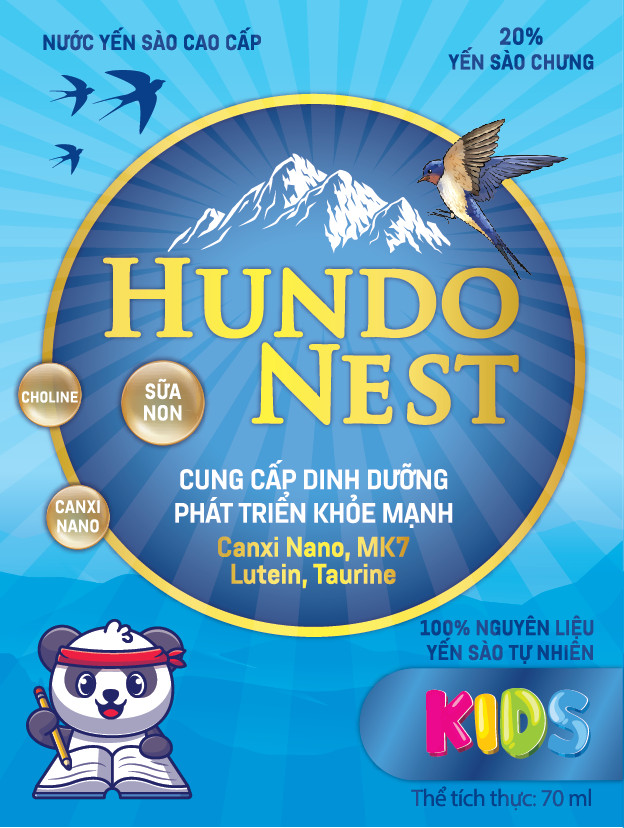 NƯỚC YẾN SÀO CAO CẤP
20%
YẾN SÀO CHƯNG
HUNDO
NEST
CHOLINE
SỮA
NON
CANXI
NANO
CUNG CẤP DINH DƯỠNG
PHÁT TRIỂN KHỎE MẠNH
Canxi Nano, MK7
Lutein, Taurine
100% NGUYÊN LIỆU
YẾN SÀO TỰ NHIÊN
KIDS
Thể tích thực: 70 ml